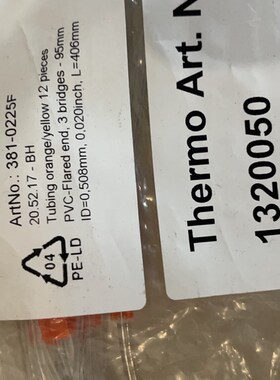 ArtNo.: 381-0225F
20.52.17 - BH
Tubing orange/yellow 12 pieces
PVC-Flared end, 3 bridges - 95mm
ID=0,508mm, 0,020inch, L=406mm
04
PE-LD
Thermo Art. N
1320050